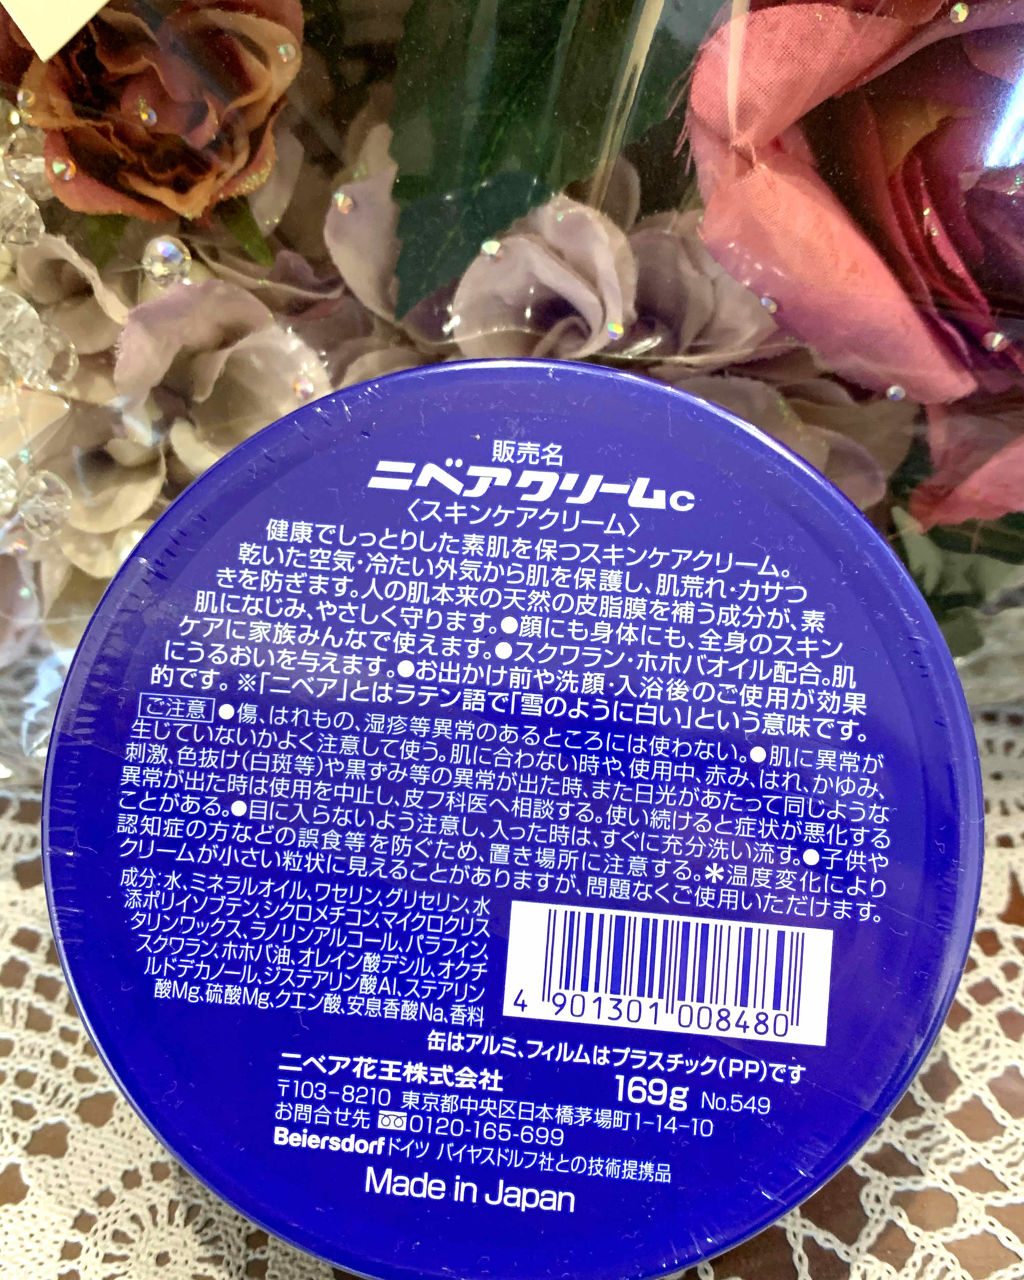 販売名
ニベアクリームc
〈スキンケアクリーム〉
健康でしっとりした素肌を保つスキンケアクリーム。
乾いた空気・冷たい外気から肌を保護し、肌荒れ・カサつ
きを防ぎます。人の肌本来の天然の皮脂膜を補う成分が、素
肌になじみ、やさしく守ります。●顔にも身体にも、全身のスキン
ケアに家族みんなで使えます。●スクワラン・ホホバオイル配合。肌
にうるおいを与えます。●お出かけ前や洗顔・入浴後のご使用が効果
的です。※「ニベア」とはラテン語で「雪のように白い」という意味です。
ご注意 ●傷、はれもの、湿疹等異常のあるところには使わない。●肌に異常が
生じていないかよく注意して使う。肌に合わない時や、使用中、赤み、はれ、かゆみ、
刺激、色抜け(白斑等)や黒ずみ等の異常が出た時、また日光があたって同じような
異常が出た時は使用を中止し、皮フ科医へ相談する。使い続けると症状が悪化する
ことがある。●目に入らないよう注意し、入った時は、すぐに充分洗い流す。●子供や
認知症の方などの誤食等を防ぐため、置き場所に注意する。＊温度変化により
クリームが小さい粒状に見えることがありますが、問題なくご使用いただけます。
成分:水、ミネラルオイル、ワセリン、グリセリン、水
添ポリイソブテン、シクロメチコン、マイクロクリス
タリンワックス、ラノリンアルコール、パラフィン、
スクワラン、ホホバ油、オレイン酸デシル、オクチ
ルドデカノール、ジステアリン酸Al、ステアリン
酸Mg、硫酸Mg、クエン酸、安息香酸Na、香料
4 901301 008480
缶はアルミ、フィルムはプラスチック(PP)です
ニベア花王株式会社 169g No.549
〒103-8210 東京都中央区日本橋茅場町1-14-10
お問合せ先 0120-165-699
Beiersdorf ドイツ バイヤスドルフ社との技術提携品
Made in Japan